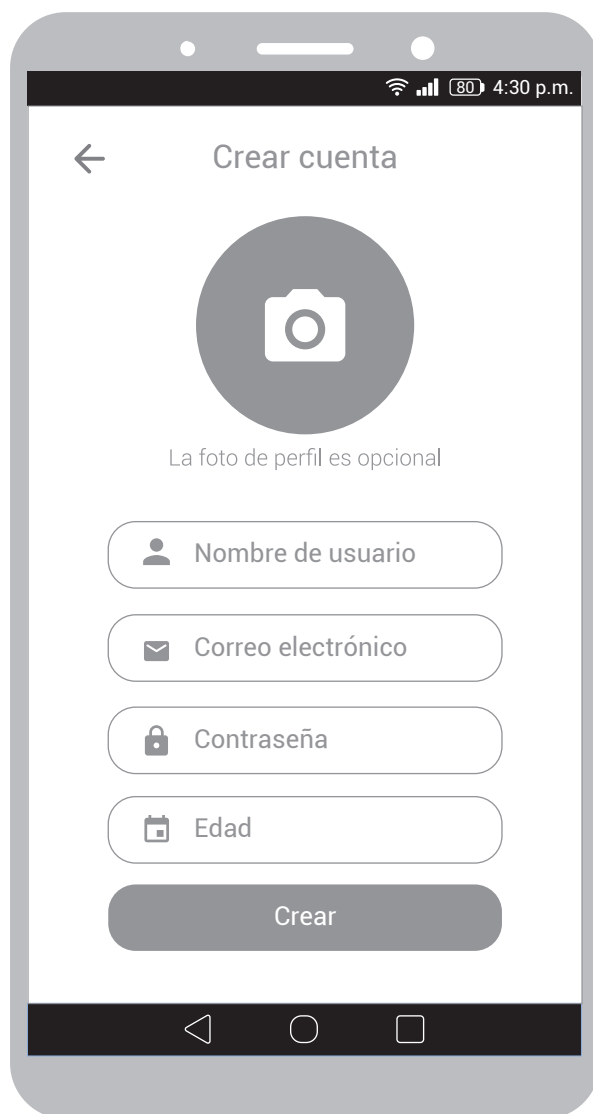 80 4:30 p.m.
Crear cuenta
La foto de perfil es opcional
Nombre de usuario
Correo electrónico
Contraseña
Edad
Crear